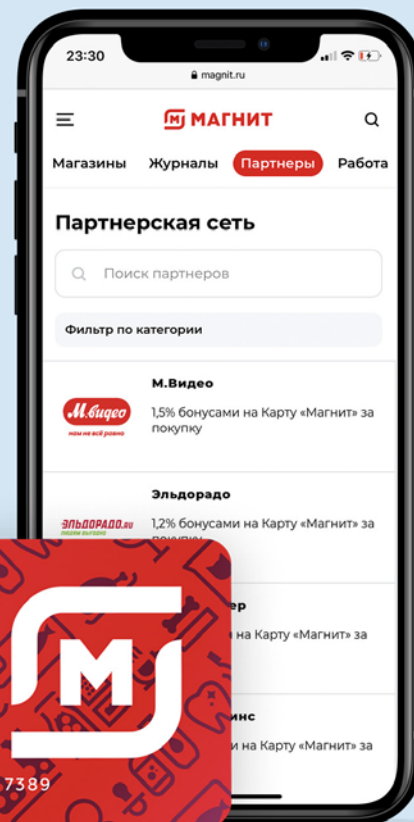 23:30
magnit.ru
МАГНИТ
Магазины Журналы Партнеры Работа
Партнерская сеть
Поиск партнеров
Фильтр по категории
М.Видео
М.видео
нам не всё равно
1,5% бонусами на Карту «Магнит» за
покупку
Эльдорадо
ЭЛЬДОРАДО.RU
1,2% бонусами на Карту «Магнит» за
на Карту «Магнит» за
на Карту «Магнит» за
М
7389